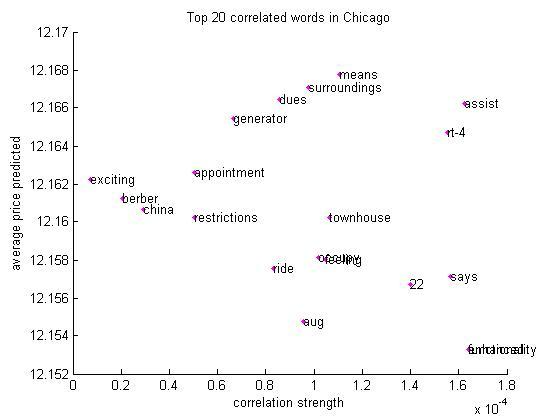 Top 20 correlated words in Chicago
12.17
12.168
12.166
12.164
12.162
12.16
12.158
12.156
12.154
12.152
average price predicted
means
surroundings
dues
assist
generator
rt-4
appointment
exciting
berber
china
restrictions
townhouse
occupy
feeling
ride
says
22
aug
functionality
0
0.2
0.4
0.6
0.8
1
1.2
1.4
1.6
1.8
x 10⁻⁴
correlation strength